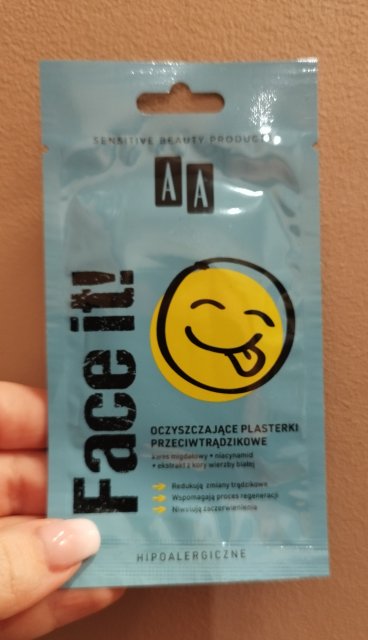 SENSITIVE BEAUTY PRODUCT
AA
Face it!
OCZYSZCZAJĄCE PLASTERKI
PRZECIWTRĄDZIKOWE
kwas migdałowy + niacynamid
+ ekstrakt z kory wierzby białej
Redukują zmiany trądzikowe
Wspomagają proces regeneracji
Niwelują zaczerwienienia
HIPOALERGICZNE